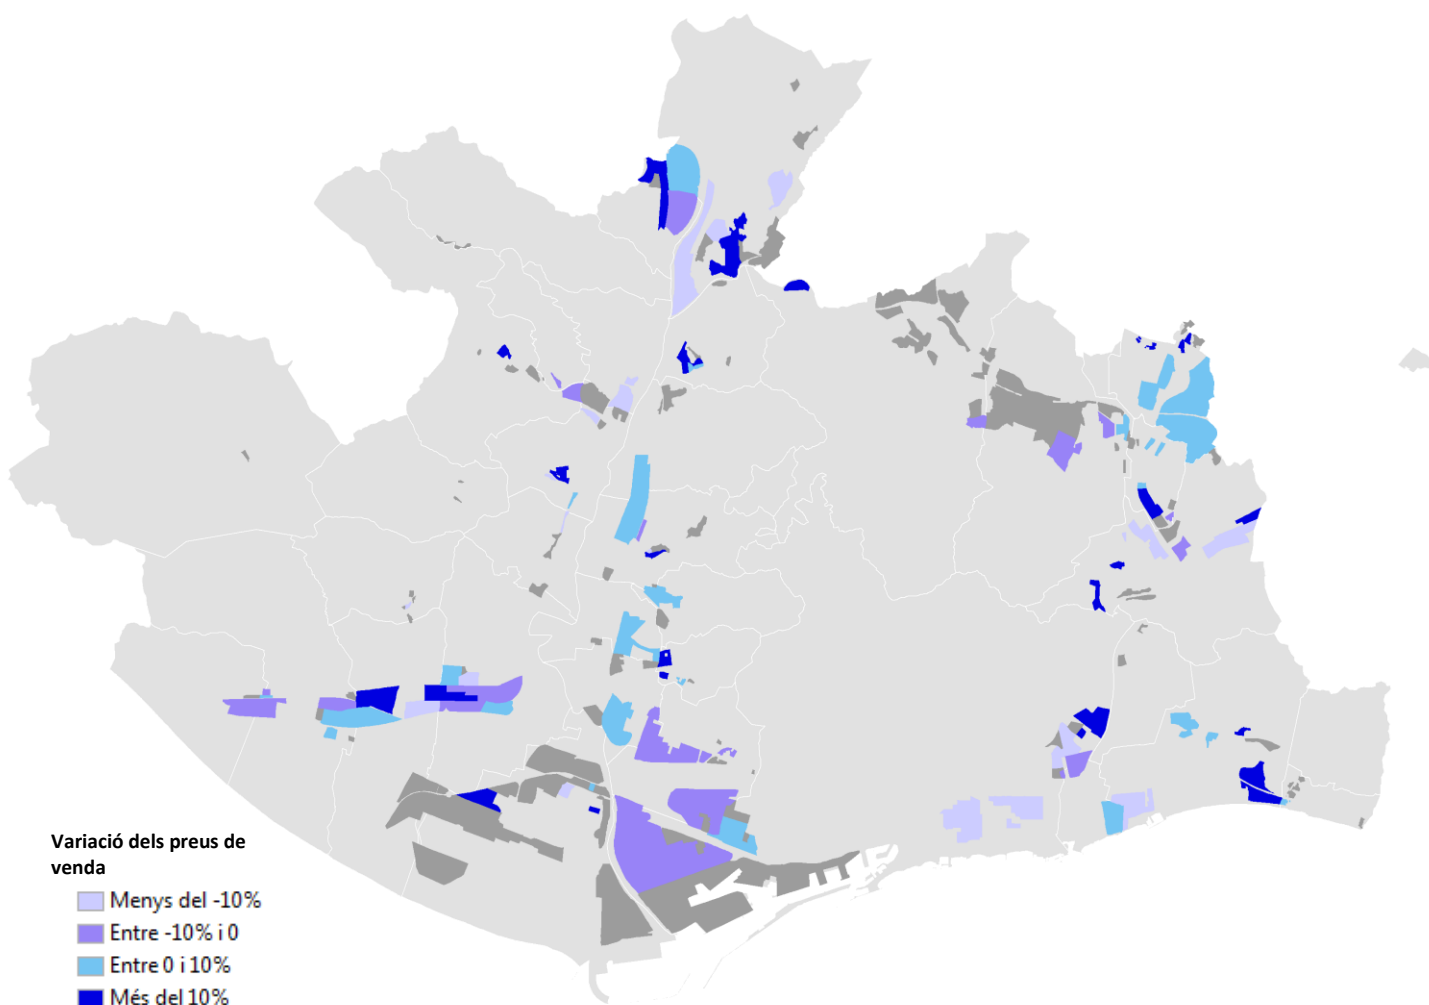 Variació dels preus de
venda
Menys del -10%
Entre -10% i 0
Entre 0 i 10%
Més del 10%